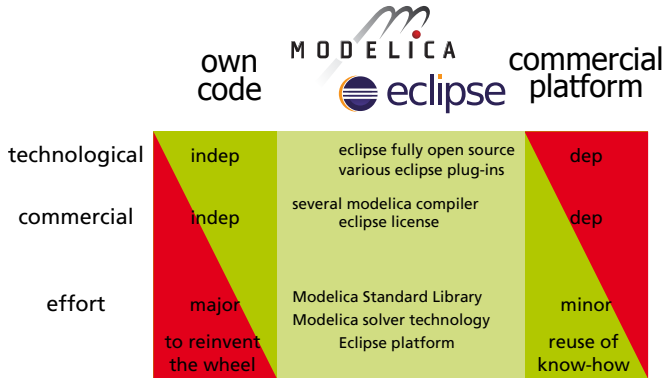 own
code
MODELICA
eclipse
commercial
platform
technological
indep
eclipse fully open source
various eclipse plug-ins
dep
commercial
indep
several modelica compiler
eclipse license
dep
effort
major
Modelica Standard Library
Modelica solver technology
minor
to reinvent
the wheel
Eclipse platform
reuse of
know-how